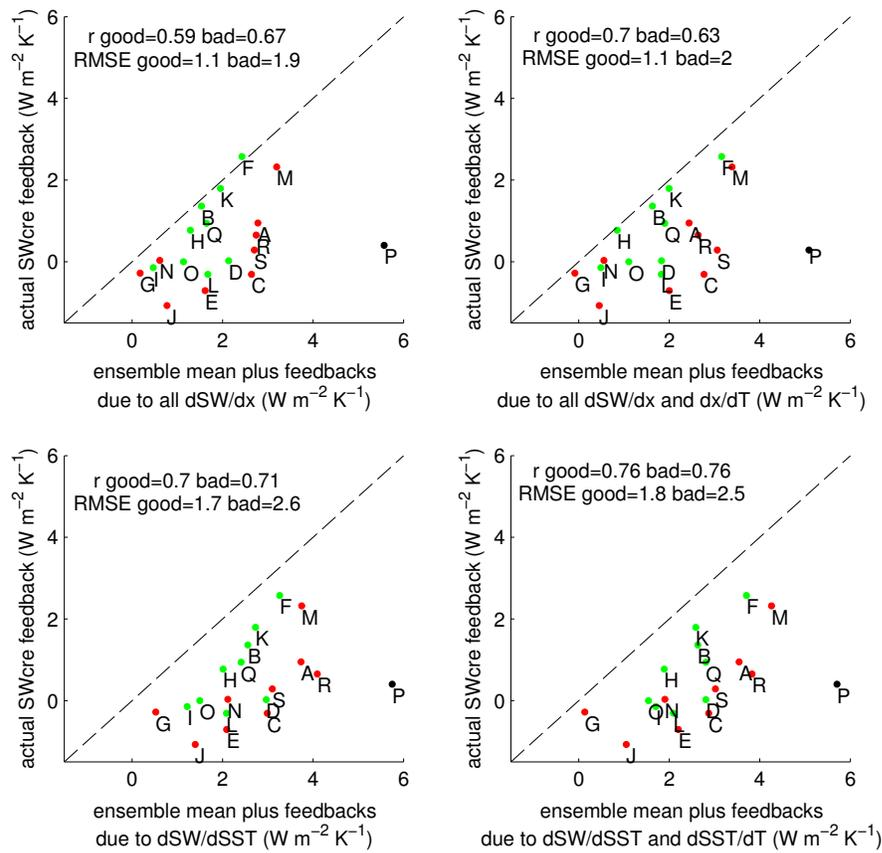 r good=0.59 bad=0.67
RMSE good=1.1 bad=1.9
actual SWcre feedback (W m−2 K−1)
6
4
2
0
F
M
K
B
Q
H
A
R
S
P
G
I
N
O
D
L
C
E
J
0 2 4 6
ensemble mean plus feedbacks
due to all dSW/dx (W m−2 K−1)
r good=0.7 bad=0.63
RMSE good=1.1 bad=2
actual SWcre feedback (W m−2 K−1)
6
4
2
0
F
M
K
B
Q
H
A
R
S
P
G
I
N
O
D
L
C
E
J
0 2 4 6
ensemble mean plus feedbacks
due to all dSW/dx and dx/dT (W m−2 K−1)
r good=0.7 bad=0.71
RMSE good=1.7 bad=2.6
actual SWcre feedback (W m−2 K−1)
6
4
2
0
F
M
K
B
Q
H
A
R
S
P
G
I
O
N
D
L
C
E
J
0 2 4 6
ensemble mean plus feedbacks
due to dSW/dSST (W m−2 K−1)
r good=0.76 bad=0.76
RMSE good=1.8 bad=2.5
actual SWcre feedback (W m−2 K−1)
6
4
2
0
F
M
K
B
Q
H
A
R
S
P
G
O
I
N
D
L
C
E
J
0 2 4 6
ensemble mean plus feedbacks
due to dSW/dSST and dSST/dT (W m−2 K−1)